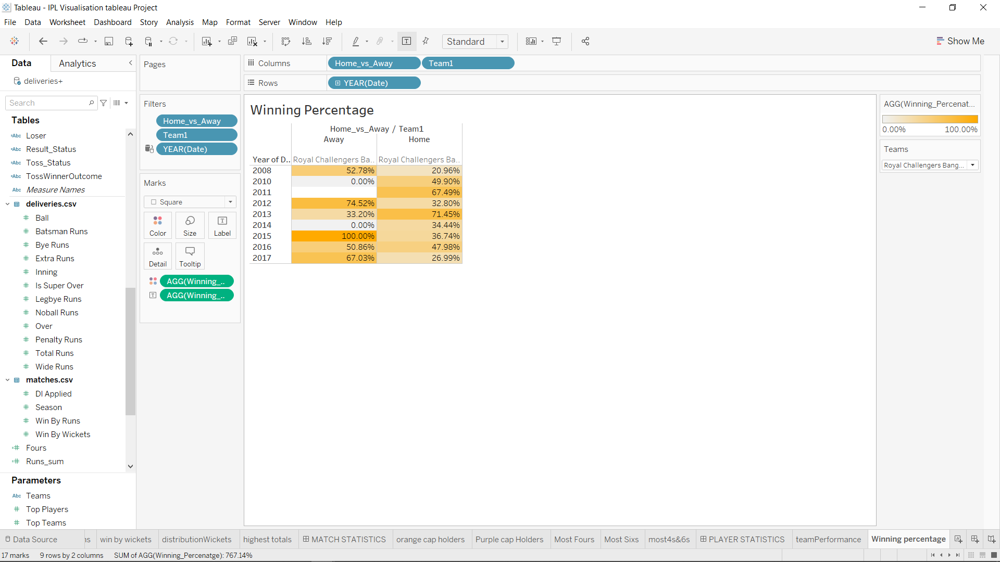 Tableau - IPL Visualisation tableau Project
File Data Worksheet Dashboard Story Analysis Map Format Server Window Help
Standard
Show Me
Data Analytics
deliveries+
Search
Tables
Abc Loser
Abc Result_Status
Abc Toss_Status
Abc TossWinnerOutcome
Abc Measure Names
deliveries.csv
Ball
Batsman Runs
Bye Runs
Extra Runs
Inning
Is Super Over
Legbye Runs
Noball Runs
Over
Penalty Runs
Total Runs
Wide Runs
matches.csv
Dl Applied
Season
Win By Runs
Win By Wickets
Fours
Runs_sum
Parameters
Abc Teams
Top Players
Top Teams
Pages
Filters
Home_vs_Away
Team1
YEAR(Date)
Marks
Square
Color Size Label
Detail Tooltip
AGG(Winning_..
AGG(Winning_..
Columns Home_vs_Away Team1
Rows YEAR(Date)
Winning Percentage
Home_vs_Away / Team1
Away Home
Year of D.. Royal Challengers Ba.. Royal Challengers Ba..
2008 52.78% 20.96%
2010 0.00% 49.90%
2011 67.49%
2012 74.52% 32.80%
2013 33.20% 71.45%
2014 0.00% 34.44%
2015 100.00% 36.74%
2016 50.86% 47.98%
2017 67.03% 26.99%
AGG(Winning_Percenat...
0.00% 100.00%
Teams
Royal Challengers Bang...
Data Source ns win by wickets distributionWickets highest totals MATCH STATISTICS orange cap holders Purple cap Holders Most Fours Most Sixs most4s&6s PLAYER STATISTICS teamPerformance Winning percentage
17 marks 9 rows by 2 columns SUM of AGG(Winning_Percenatge): 767.14%